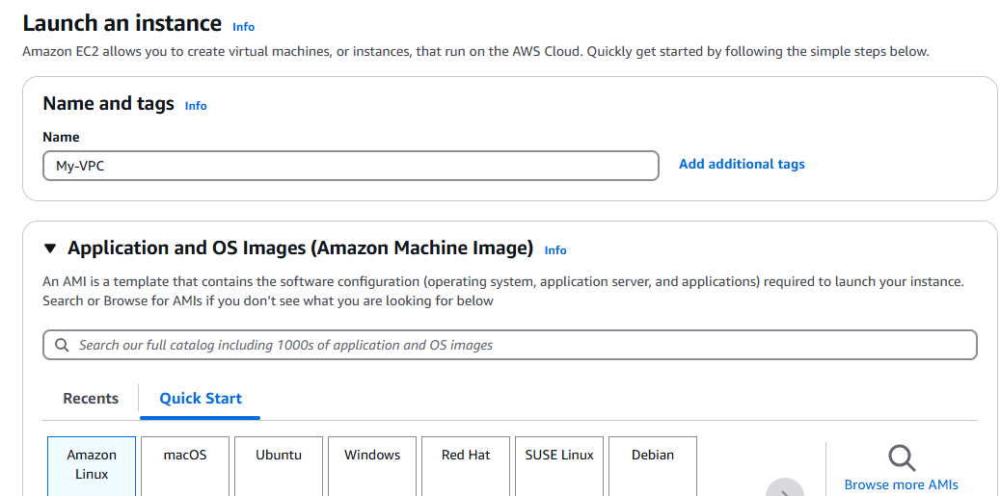 Launch an instance Info
Amazon EC2 allows you to create virtual machines, or instances, that run on the AWS Cloud. Quickly get started by following the simple steps below.
Name and tags Info
Name
My-VPC
Add additional tags
Application and OS Images (Amazon Machine Image) Info
An AMI is a template that contains the software configuration (operating system, application server, and applications) required to launch your instance.
Search or Browse for AMIs if you don’t see what you are looking for below
Search our full catalog including 1000s of application and OS images
Recents
Quick Start
Amazon
Linux
macOS
Ubuntu
Windows
Red Hat
SUSE Linux
Debian
Browse more AMIs